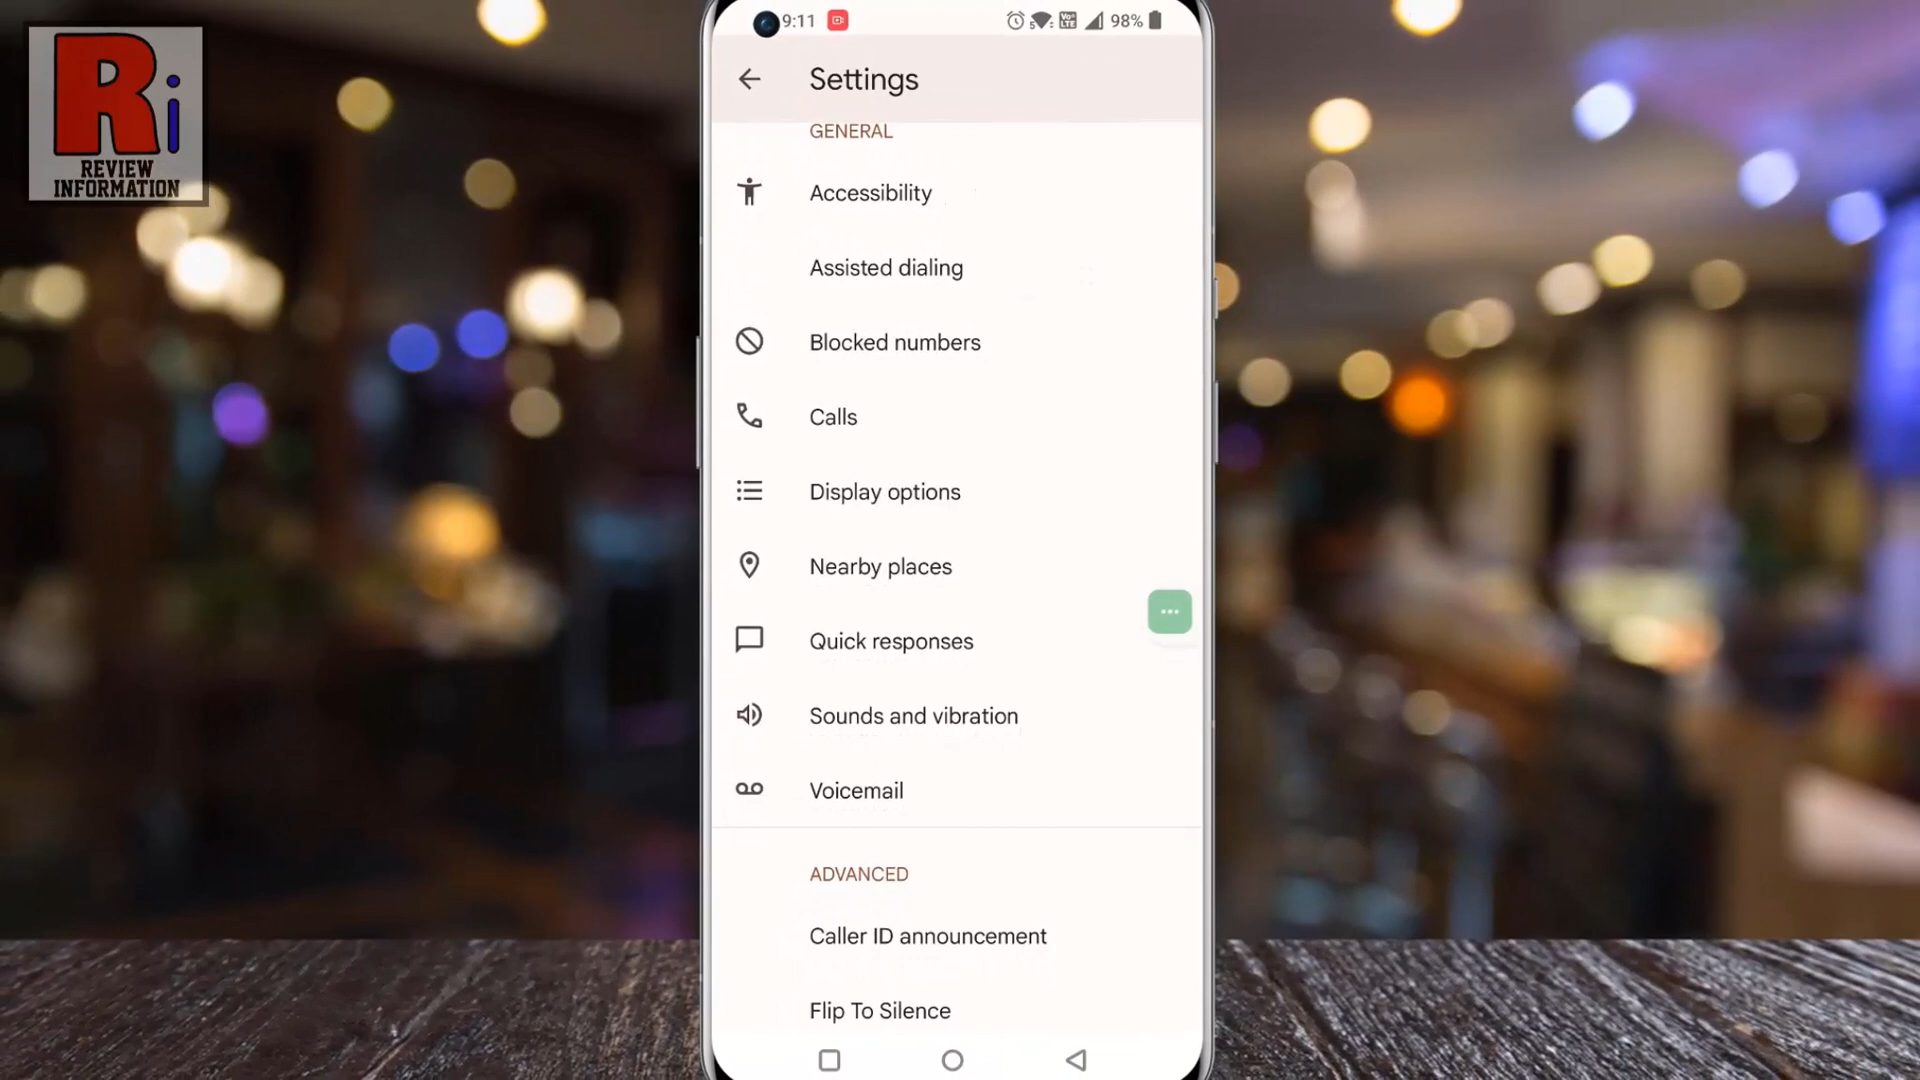 Ri
REVIEW
INFORMATION
9:11
98%
Settings
GENERAL
Accessibility
Assisted dialing
Blocked numbers
Calls
Display options
Nearby places
Quick responses
Sounds and vibration
Voicemail
ADVANCED
Caller ID announcement
Flip To Silence